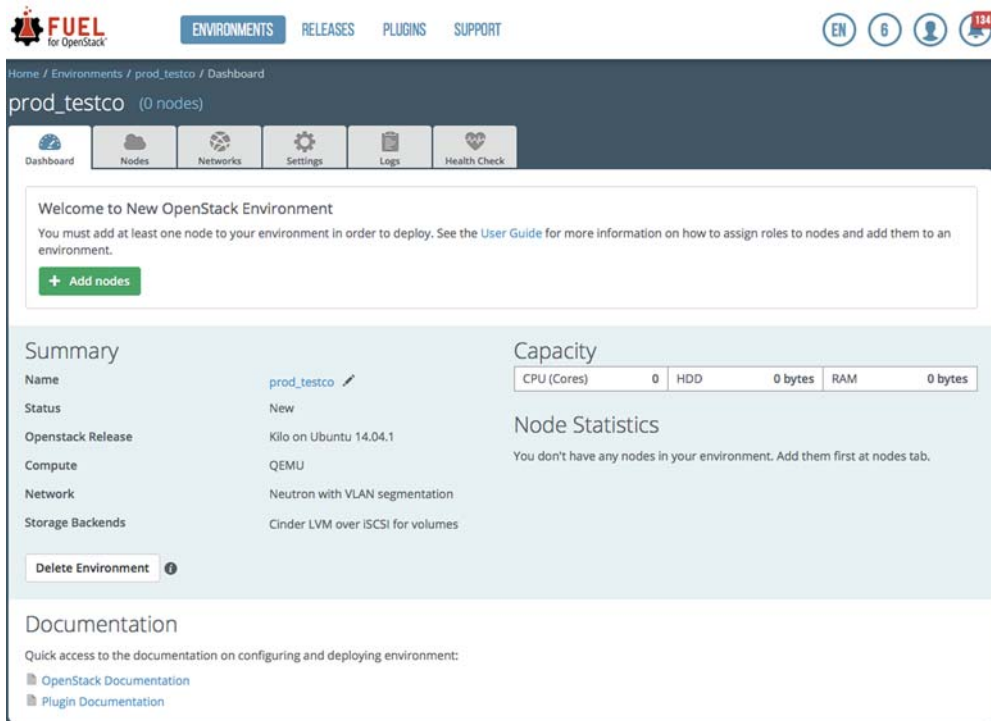 FUEL
for OpenStack
ENVIRONMENTS RELEASES PLUGINS SUPPORT
EN 6 134
Home / Environments / prod_testco / Dashboard
prod_testco (0 nodes)
Dashboard Nodes Networks Settings Logs Health Check
Welcome to New OpenStack Environment
You must add at least one node to your environment in order to deploy. See the User Guide for more information on how to assign roles to nodes and add them to an
environment.
+ Add nodes
Summary
Name prod_testco
Status New
Openstack Release Kilo on Ubuntu 14.04.1
Compute QEMU
Network Neutron with VLAN segmentation
Storage Backends Cinder LVM over iSCSI for volumes
Delete Environment
Capacity
CPU (Cores) 0 HDD 0 bytes RAM 0 bytes
Node Statistics
You don't have any nodes in your environment. Add them first at nodes tab.
Documentation
Quick access to the documentation on configuring and deploying environment:
OpenStack Documentation
Plugin Documentation